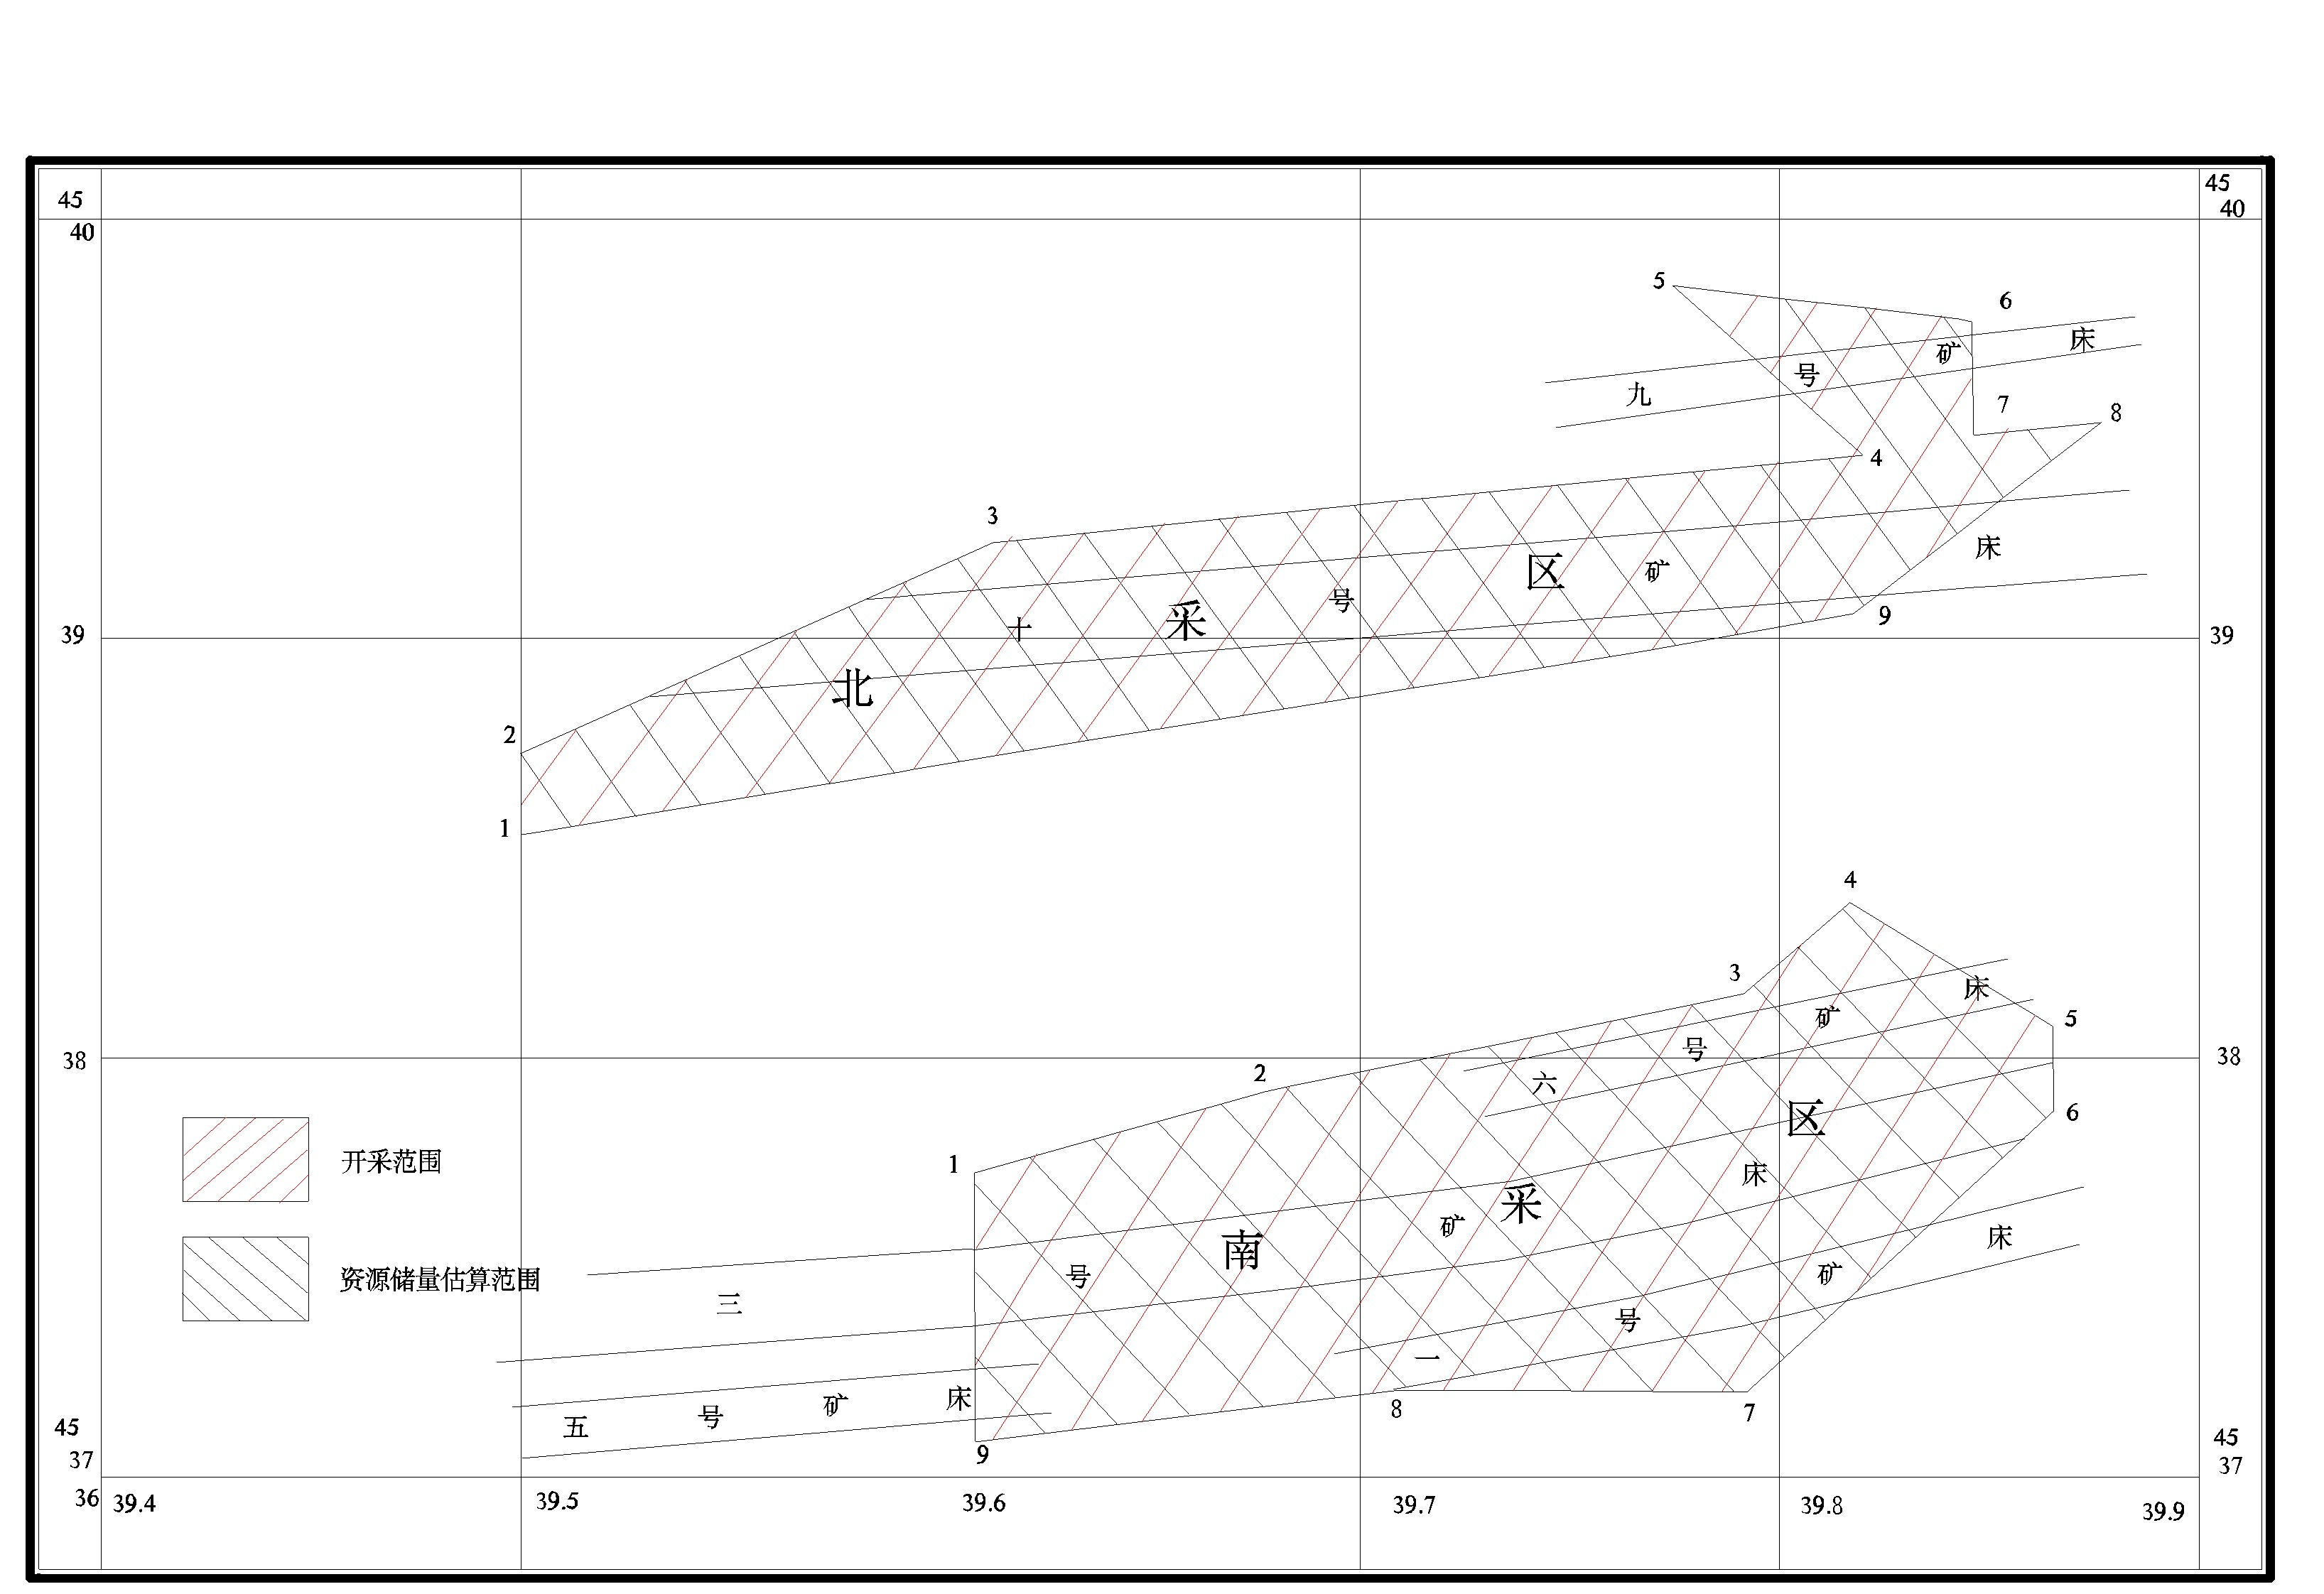 45
45
40
40
5
6
床
矿
号
九
7
8
4
3
床
区
矿
号
采
十
9
39
39
北
2
1
4
3
床
5
矿
号
38
38
2
六
6
区
1
开采范围
床
采
矿
南
床
号
矿
资源储量估算范围
三
号
一
五 号 矿 床
8
7
9
45
37
45
37
36
39.4
39.5
39.6
39.7
39.8
39.9